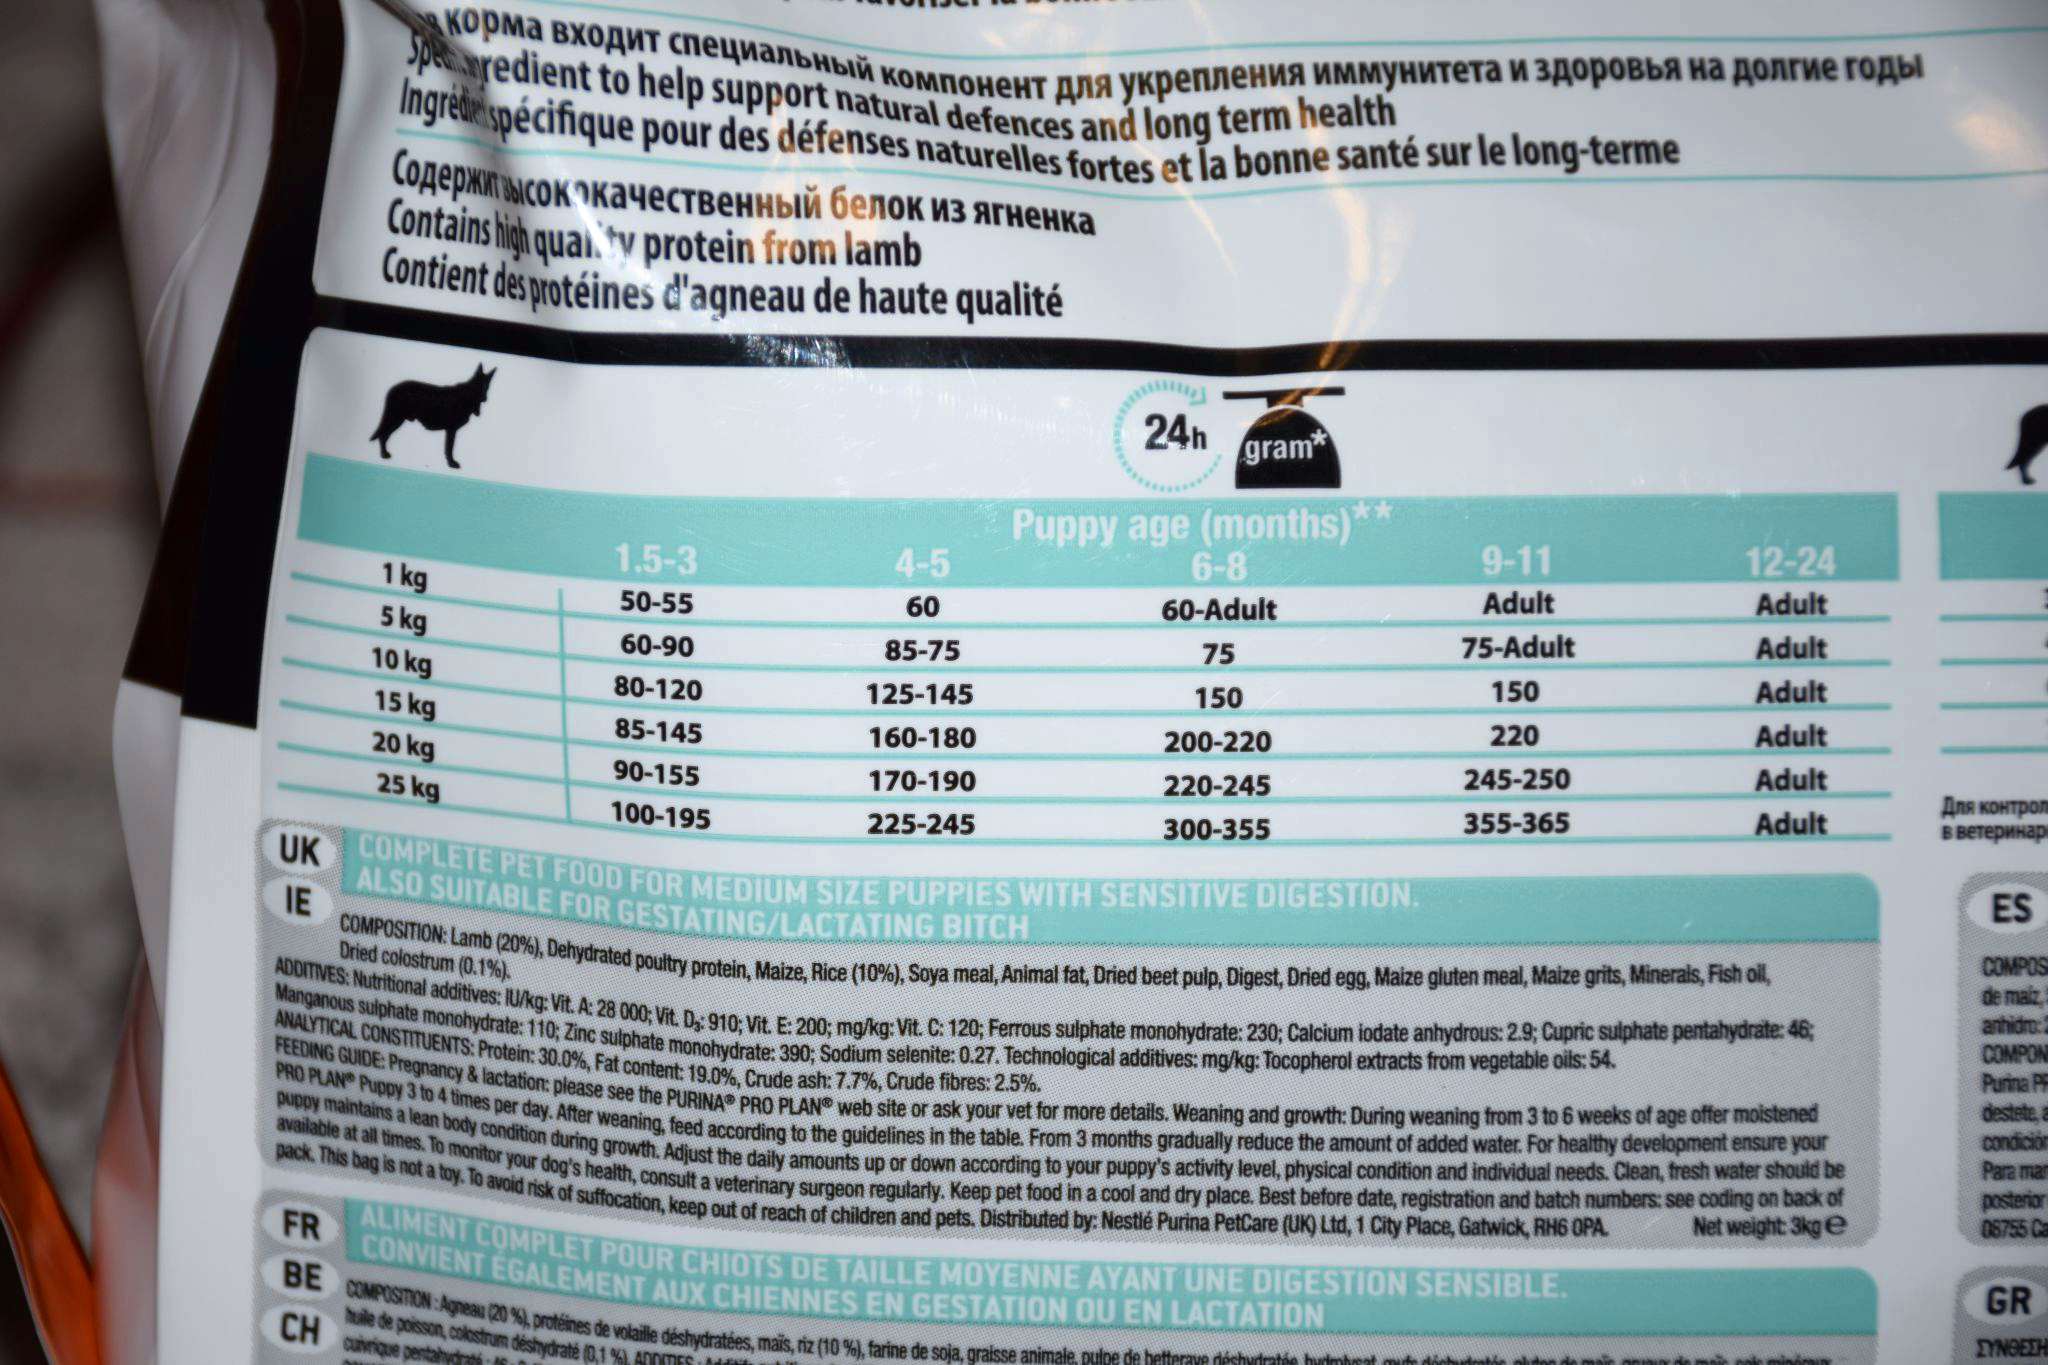 корма входит специальный компонент для укрепления иммунитета и здоровья на долгие годы
to help support natural defences and long term health
spécifique pour des défenses naturelles fortes et la bonne santé sur le long-terme
Содержит высококачественный белок из ягненка
Contains high quality protein from lamb
Contient des protéines d'agneau de haute qualité
24h gram*
Puppy age (months)**
1.5-3 4-5 6-8 9-11 12-24
1 kg 50-55 60 60-Adult Adult Adult
5 kg 60-90 85-75 75 75-Adult Adult
10 kg 80-120 125-145 150 150 Adult
15 kg 85-145 160-180 200-220 220 Adult
20 kg 90-155 170-190 220-245 245-250 Adult
25 kg 100-195 225-245 300-355 355-365 Adult
Для контрол
в ветеринар
UK
IE
COMPLETE PET FOOD FOR MEDIUM SIZE PUPPIES WITH SENSITIVE DIGESTION.
ALSO SUITABLE FOR GESTATING/LACTATING BITCH
COMPOSITION: Lamb (20%), Dehydrated poultry protein, Maize, Rice (10%), Soya meal, Animal fat, Dried beet pulp, Digest, Dried egg, Maize gluten meal, Maize grits, Minerals, Fish oil,
Dried colostrum (0.1%).
ADDITIVES: Nutritional additives: IU/kg: Vit. A: 28 000; Vit. D₃: 910; Vit. E: 200; mg/kg: Vit. C: 120; Ferrous sulphate monohydrate: 230; Calcium iodate anhydrous: 2.9; Cupric sulphate pentahydrate: 46;
Manganous sulphate monohydrate: 110; Zinc sulphate monohydrate: 390; Sodium selenite: 0.27. Technological additives: mg/kg: Tocopherol extracts from vegetable oils: 54.
ANALYTICAL CONSTITUENTS: Protein: 30.0%, Fat content: 19.0%, Crude ash: 7.7%, Crude fibres: 2.5%.
FEEDING GUIDE: Pregnancy & lactation: please see the PURINA® PRO PLAN® web site or ask your vet for more details. Weaning and growth: During weaning from 3 to 6 weeks of age offer moistened
PRO PLAN® Puppy 3 to 4 times per day. After weaning, feed according to the guidelines in the table. From 3 months gradually reduce the amount of added water. For healthy development ensure your
puppy maintains a lean body condition during growth. Adjust the daily amounts up or down according to your puppy's activity level, physical condition and individual needs. Clean, fresh water should be
available at all times. To monitor your dog's health, consult a veterinary surgeon regularly. Keep pet food in a cool and dry place. Best before date, registration and batch numbers: see coding on back of
pack. This bag is not a toy. To avoid risk of suffocation, keep out of reach of children and pets. Distributed by: Nestlé Purina PetCare (UK) Ltd, 1 City Place, Gatwick, RH6 0PA. Net weight: 3kg ℮
FR
BE
CH
ALIMENT COMPLET POUR CHIOTS DE TAILLE MOYENNE AYANT UNE DIGESTION SENSIBLE.
CONVIENT ÉGALEMENT AUX CHIENNES EN GESTATION OU EN LACTATION
COMPOSITION : Agneau (20 %), protéines de volaille déshydratées, maïs, riz (10 %), farine de soja, graisse animale, pulpe de betterave déshydratée,
huile de poisson, colostrum déshydraté (0,1 %).
ES
COMPOS
de maíz,
anhidro: 2
COMPON
Purina PR
destete, a
condición
Para man
posterior
08755 Ca
GR
ΣΥΝΘΕΣΗ